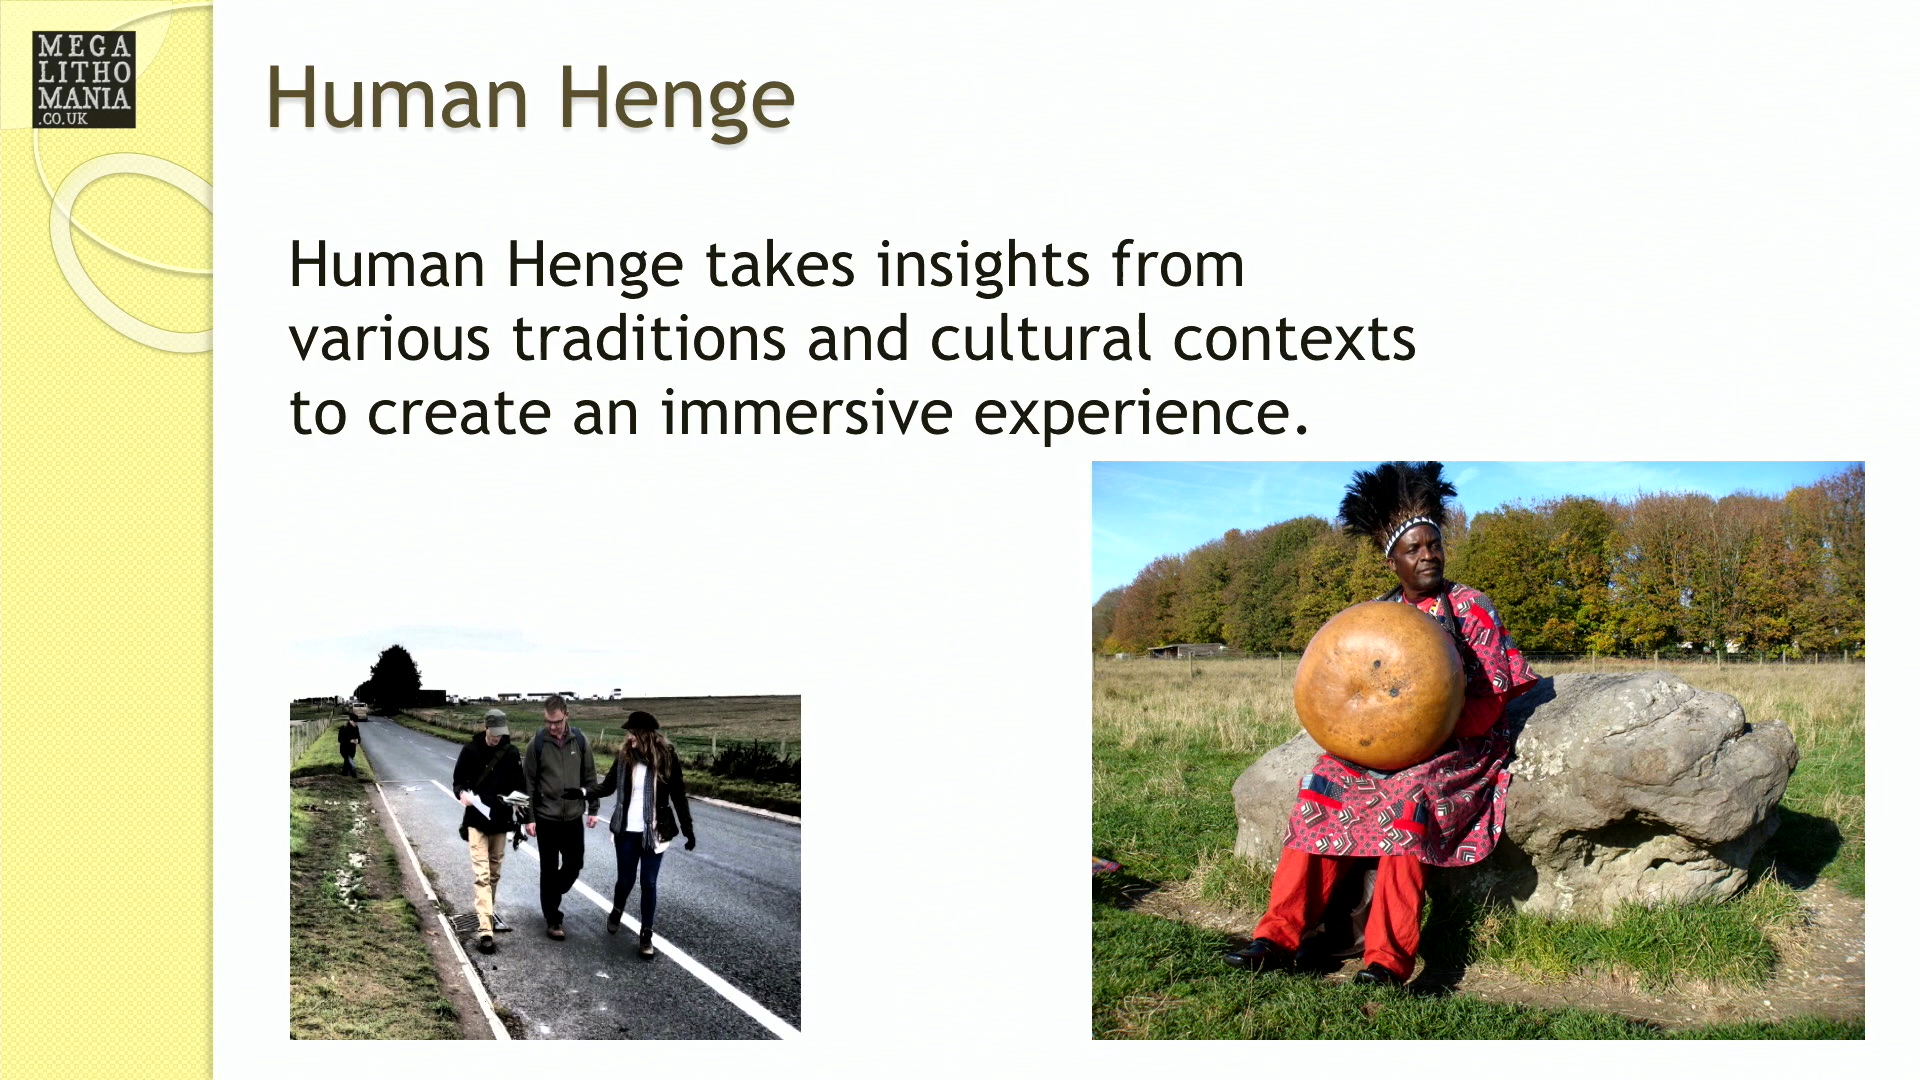 MEGA
LITHO
MANIA
.CO.UK
Human Henge
Human Henge takes insights from
various traditions and cultural contexts
to create an immersive experience.